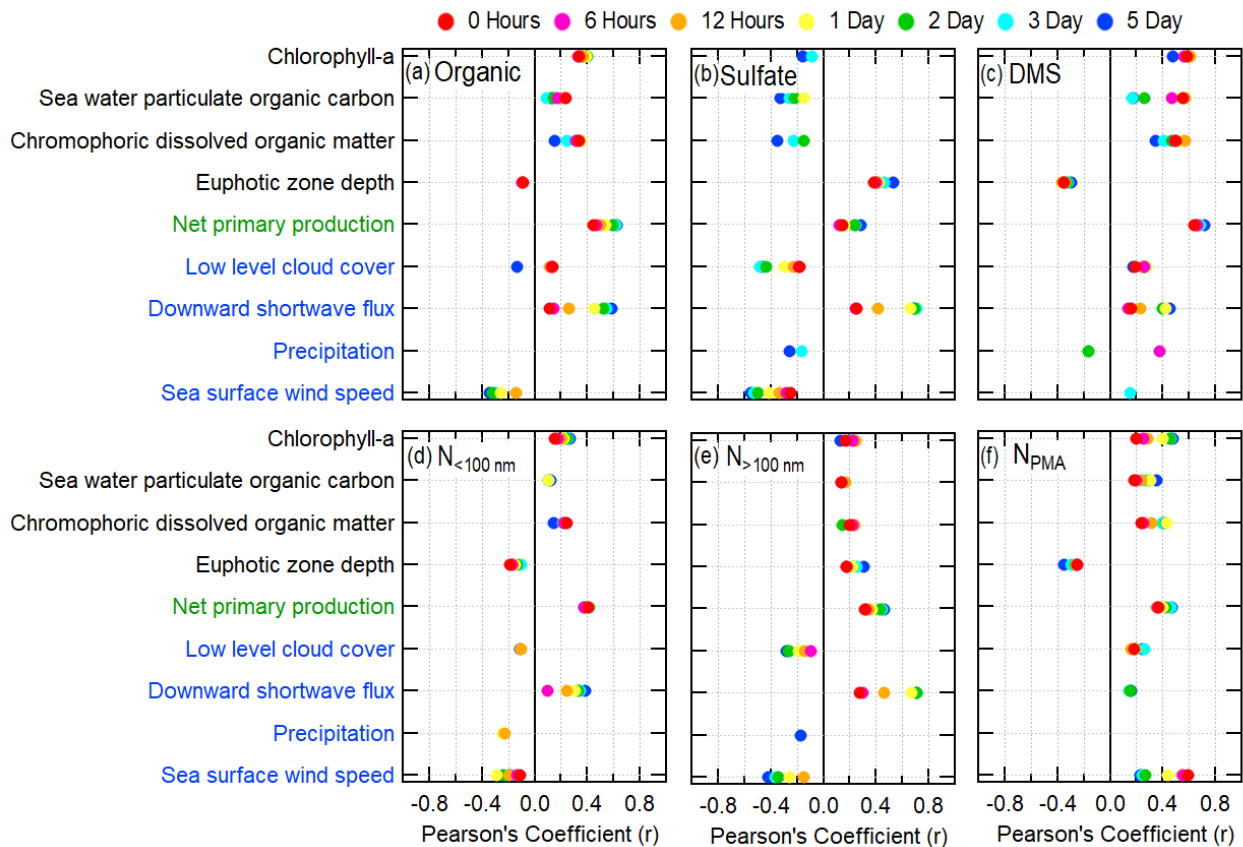 0 Hours 6 Hours 12 Hours 1 Day 2 Day 3 Day 5 Day
Chlorophyll-a
Sea water particulate organic carbon
Chromophoric dissolved organic matter
Euphotic zone depth
Net primary production
Low level cloud cover
Downward shortwave flux
Precipitation
Sea surface wind speed
(a) Organic
(b) Sulfate
(c) DMS
Chlorophyll-a
Sea water particulate organic carbon
Chromophoric dissolved organic matter
Euphotic zone depth
Net primary production
Low level cloud cover
Downward shortwave flux
Precipitation
Sea surface wind speed
(d) N<100 nm
(e) N>100 nm
(f) NPMA
-0.8 -0.4 0.0 0.4 0.8
-0.8 -0.4 0.0 0.4 0.8
-0.8 -0.4 0.0 0.4 0.8
Pearson's Coefficient (r)
Pearson's Coefficient (r)
Pearson's Coefficient (r)